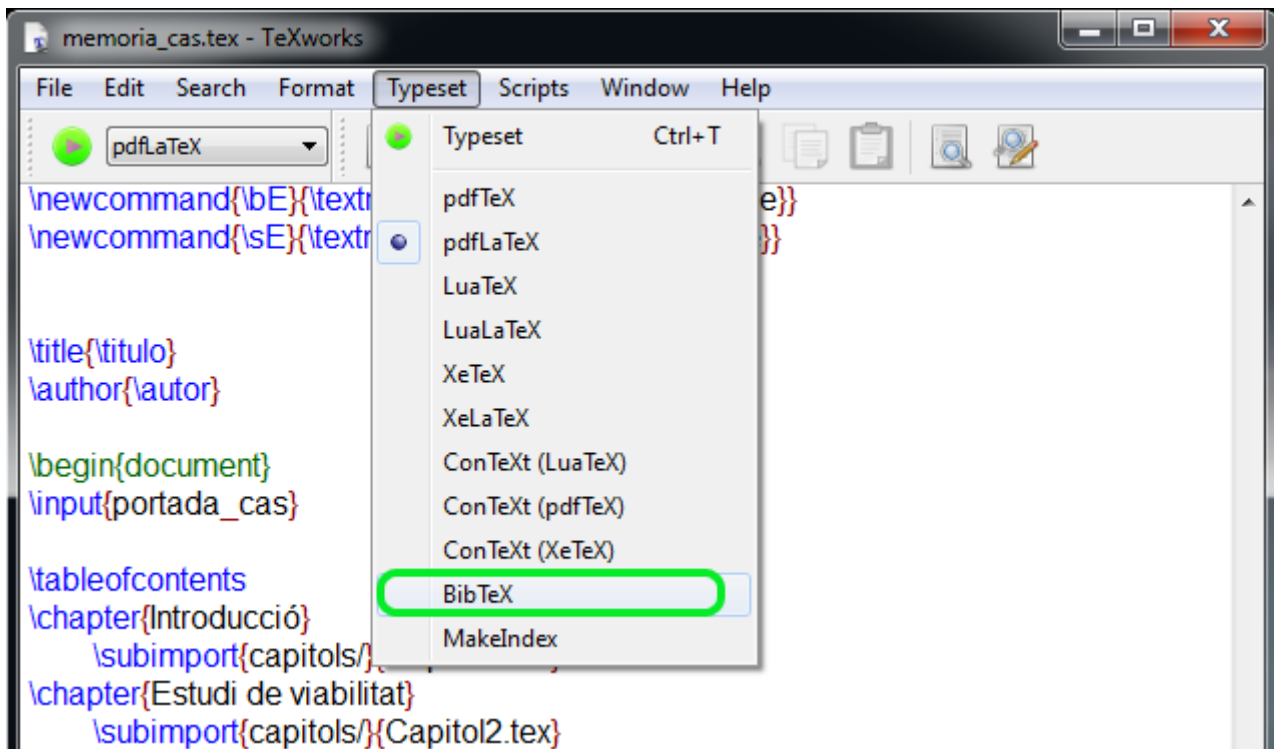 memoria_cas.tex - TeXworks
File Edit Search Format Typeset Scripts Window Help
pdfLaTeX
Typeset Ctrl+T
pdfTeX
pdfLaTeX
LuaTeX
LuaLaTeX
XeTeX
XeLaTeX
ConTeXt (LuaTeX)
ConTeXt (pdfTeX)
ConTeXt (XeTeX)
BibTeX
MakeIndex
\newcommand{\bE}{\textr e}}
\newcommand{\sE}{\textr }}
\title{\titulo}
\author{\autor}
\begin{document}
\input{portada_cas}
\tableofcontents
\chapter{Introducció}
\subimport{capitols/}
\chapter{Estudi de viabilitat}
\subimport{capitols/}{Capitol2.tex}